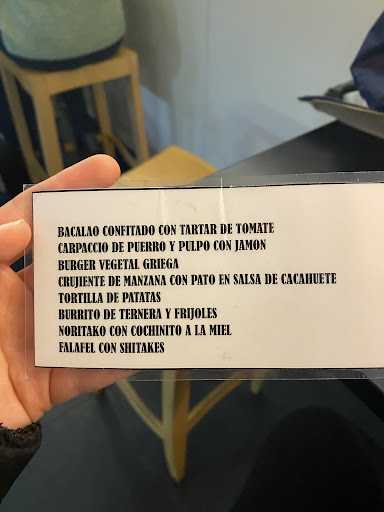 BACALAO CONFITADO CON TARTAR DE TOMATE
CARPACCIO DE PUERRO Y PULPO CON JAMON
BURGER VEGETAL GRIEGA
CRUJIENTE DE MANZANA CON PATO EN SALSA DE CACAHUETE
TORTILLA DE PATATAS
BURRITO DE TERNERA Y FRIJOLES
NORITAKO CON COCHINITO A LA MIEL
FALAFEL CON SHITAKES